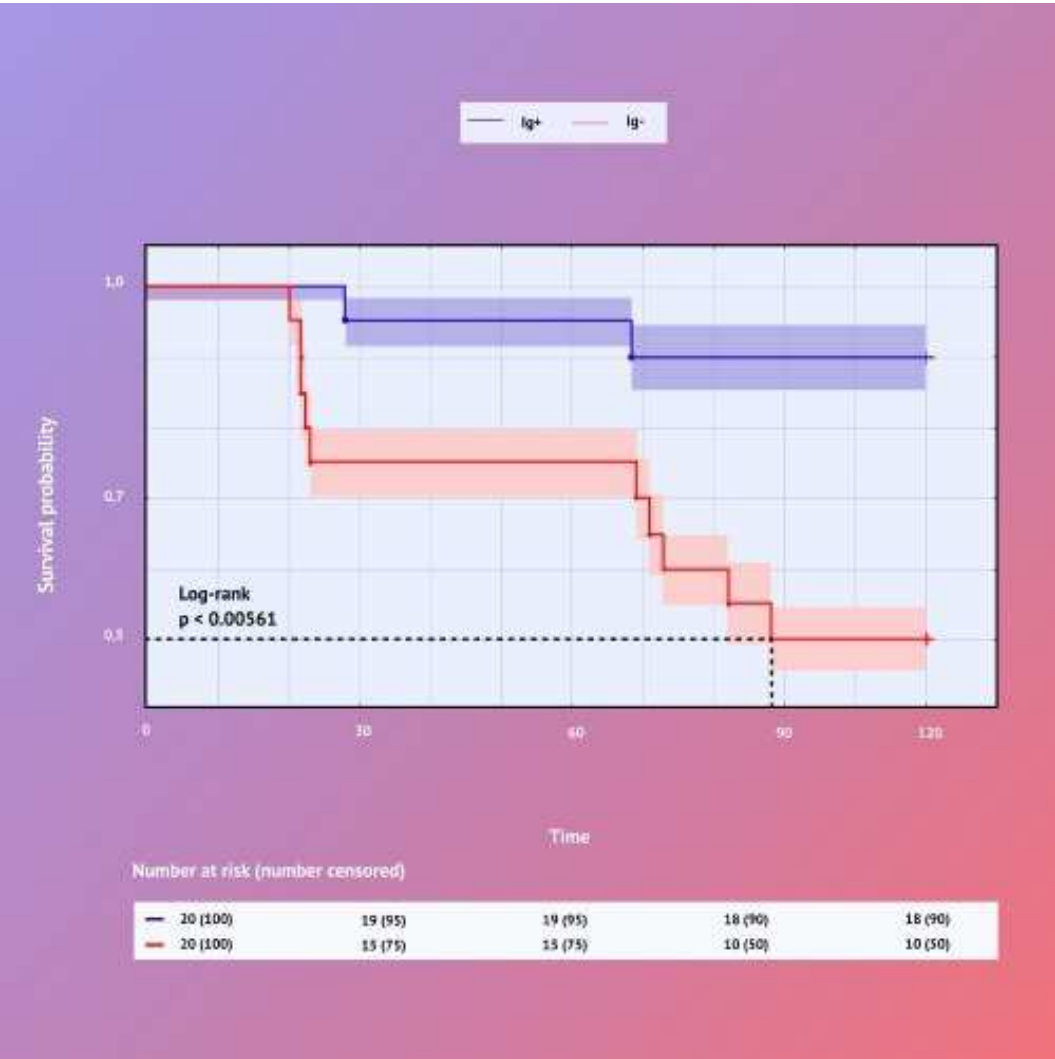 Ig+ Ig-
1,0
0,7
0,5
Survival probability
Log-rank
p < 0.00561
0 30 60 90 120
Time
Number at risk (number censored)
20 (100) 19 (95) 19 (95) 18 (90) 18 (90)
20 (100) 15 (75) 15 (75) 10 (50) 10 (50)